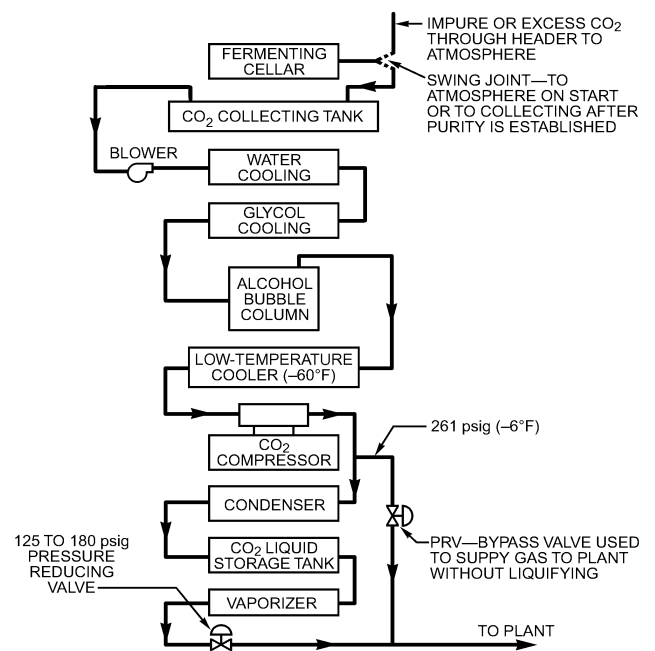 IMPURE OR EXCESS CO2
THROUGH HEADER TO
ATMOSPHERE
FERMENTING
CELLAR
SWING JOINT—TO
ATMOSPHERE ON START
OR TO COLLECTING AFTER
PURITY IS ESTABLISHED
CO2 COLLECTING TANK
BLOWER
WATER
COOLING
GLYCOL
COOLING
ALCOHOL
BUBBLE
COLUMN
LOW-TEMPERATURE
COOLER (–60°F)
261 psig (–6°F)
CO2
COMPRESSOR
CONDENSER
125 TO 180 psig
PRESSURE
REDUCING
VALVE
CO2 LIQUID
STORAGE TANK
PRV—BYPASS VALVE USED
TO SUPPY GAS TO PLANT
WITHOUT LIQUIFYING
VAPORIZER
TO PLANT